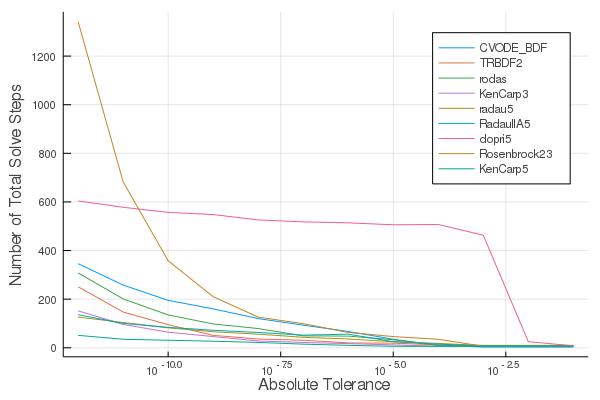 CVODE_BDF
TRBDF2
rodas
KenCarp3
radau5
RadauIIA5
dopri5
Rosenbrock23
KenCarp5
1200
1000
800
600
400
200
0
Number of Total Solve Steps
10 -10.0
10 -7.5
10 -5.0
10 -2.5
Absolute Tolerance